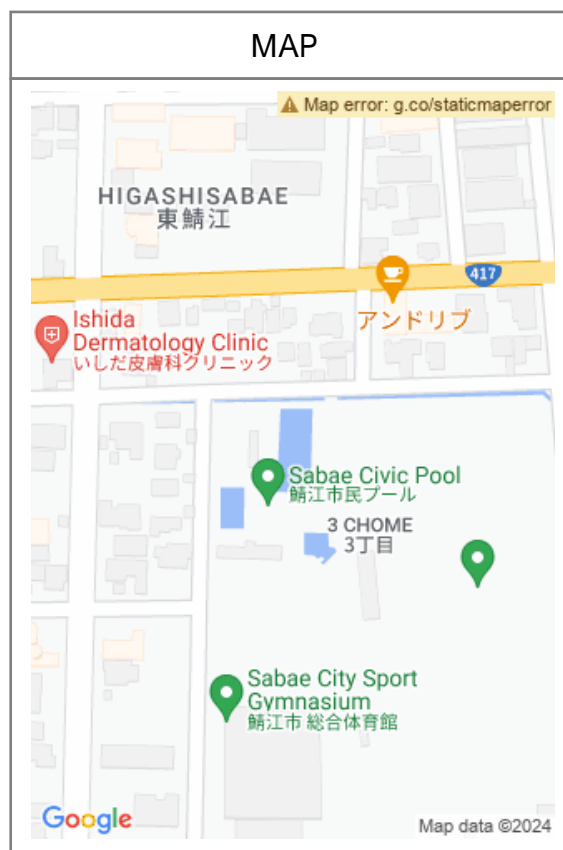 MAP
Map error: g.co/staticmaperror
HIGASHISABAE
東鯖江
417
アンドリブ
Ishida
Dermatology Clinic
いしだ皮膚科クリニック
Sabae Civic Pool
鯖江市民プール
3 CHOME
3丁目
Sabae City Sport
Gymnasium
鯖江市 総合体育館
Google
Map data ©2024